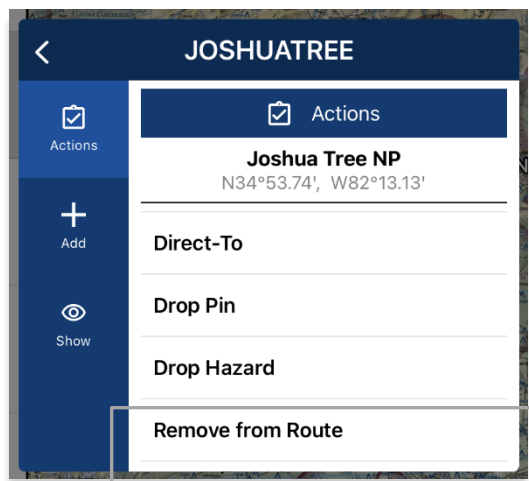 JOSHUATREE
Actions
Add
Show
Actions
Joshua Tree NP
N34°53.74', W82°13.13'
Direct-To
Drop Pin
Drop Hazard
Remove from Route